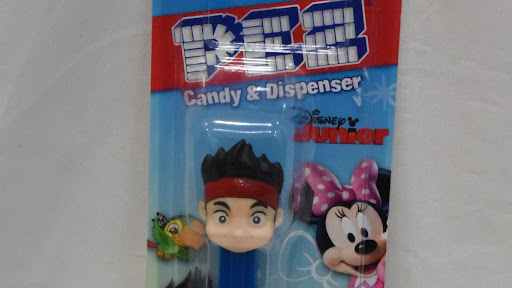 PEZ
Candy & Dispenser
Disney
Junior